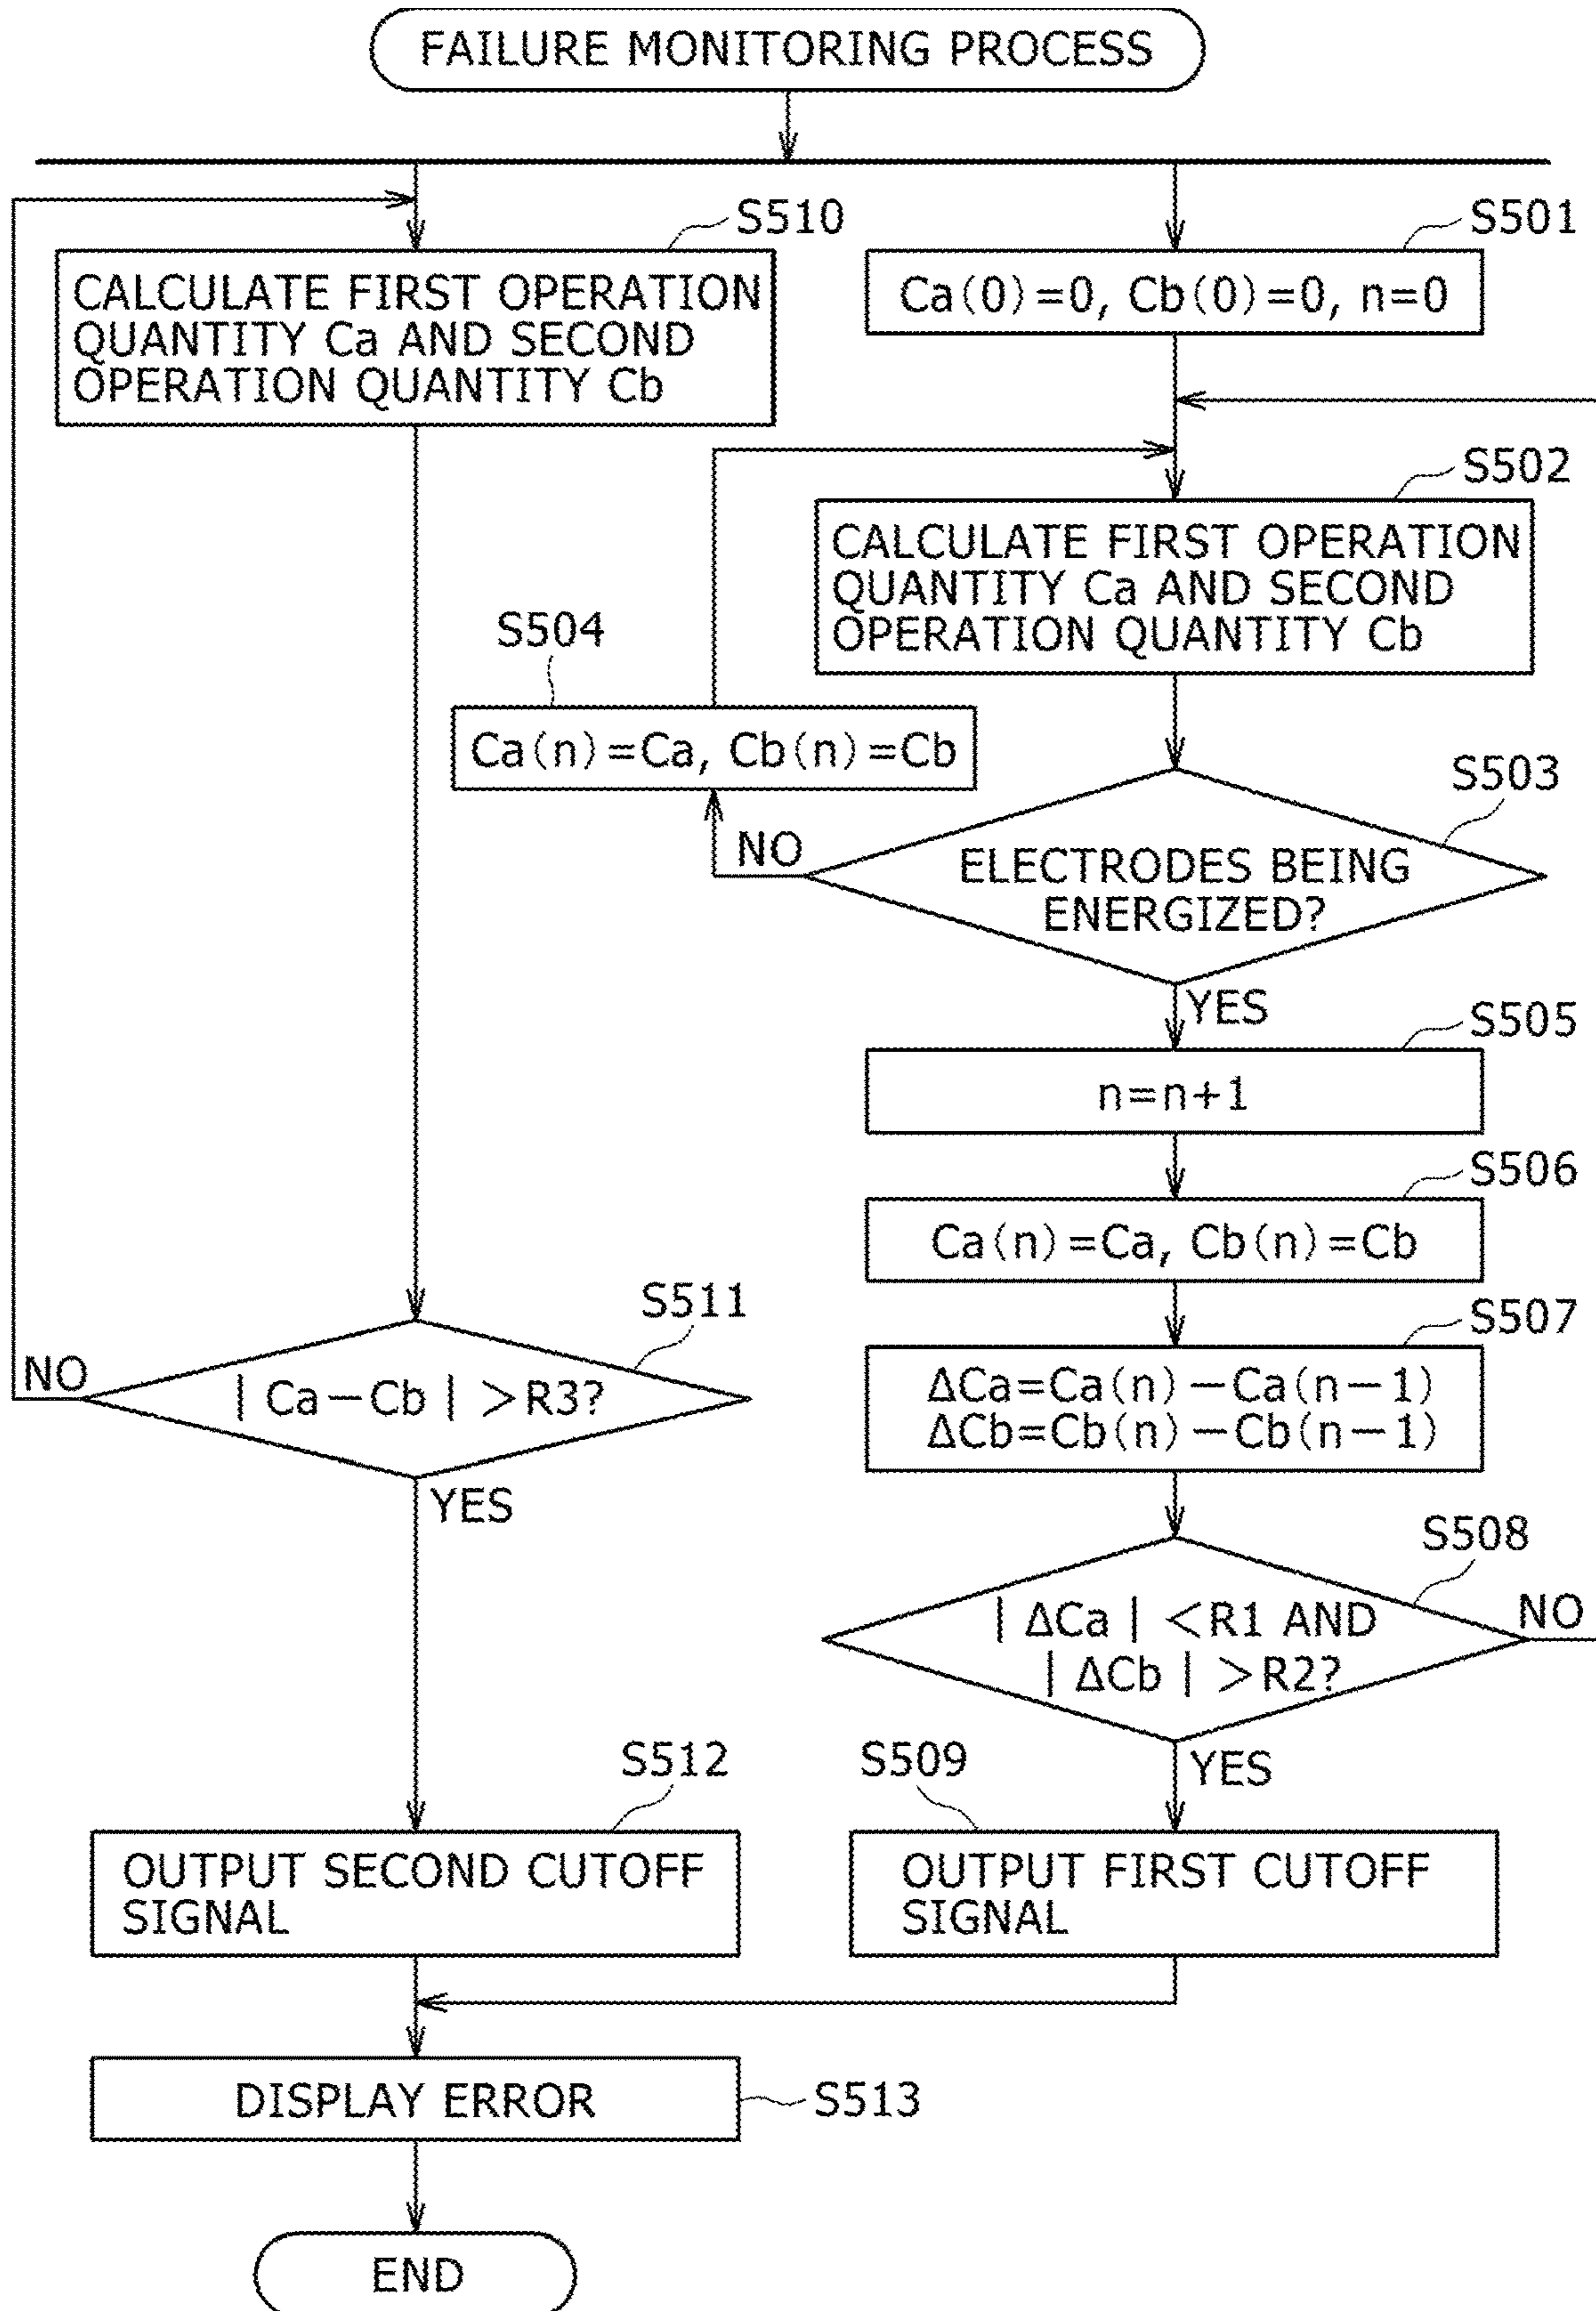 FAILURE MONITORING PROCESS
S510
CALCULATE FIRST OPERATION
QUANTITY Ca AND SECOND
OPERATION QUANTITY Cb
S501
Ca(0)=0, Cb(0)=0, n=0
S502
CALCULATE FIRST OPERATION
QUANTITY Ca AND SECOND
OPERATION QUANTITY Cb
S504
Ca(n)=Ca, Cb(n)=Cb
S503
NO
ELECTRODES BEING
ENERGIZED?
YES
S505
n=n+1
S506
Ca(n)=Ca, Cb(n)=Cb
S507
ΔCa=Ca(n)-Ca(n-1)
ΔCb=Cb(n)-Cb(n-1)
S511
NO
| Ca-Cb | >R3?
YES
S508
| ΔCa | <R1 AND
| ΔCb | >R2?
NO
YES
S512
OUTPUT SECOND CUTOFF
SIGNAL
S509
OUTPUT FIRST CUTOFF
SIGNAL
DISPLAY ERROR
S513
END